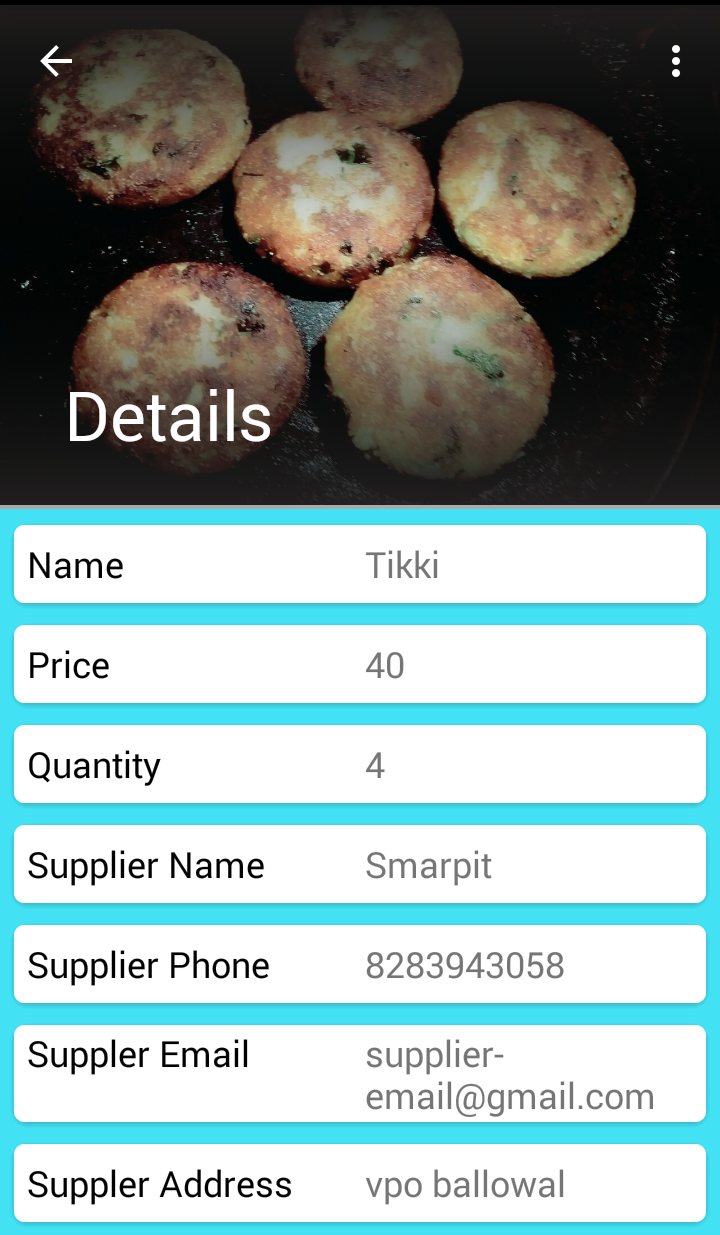 Details
Name Tikki
Price 40
Quantity 4
Supplier Name Smarpit
Supplier Phone 8283943058
Suppler Email supplier-
email@gmail.com
Suppler Address vpo ballowal